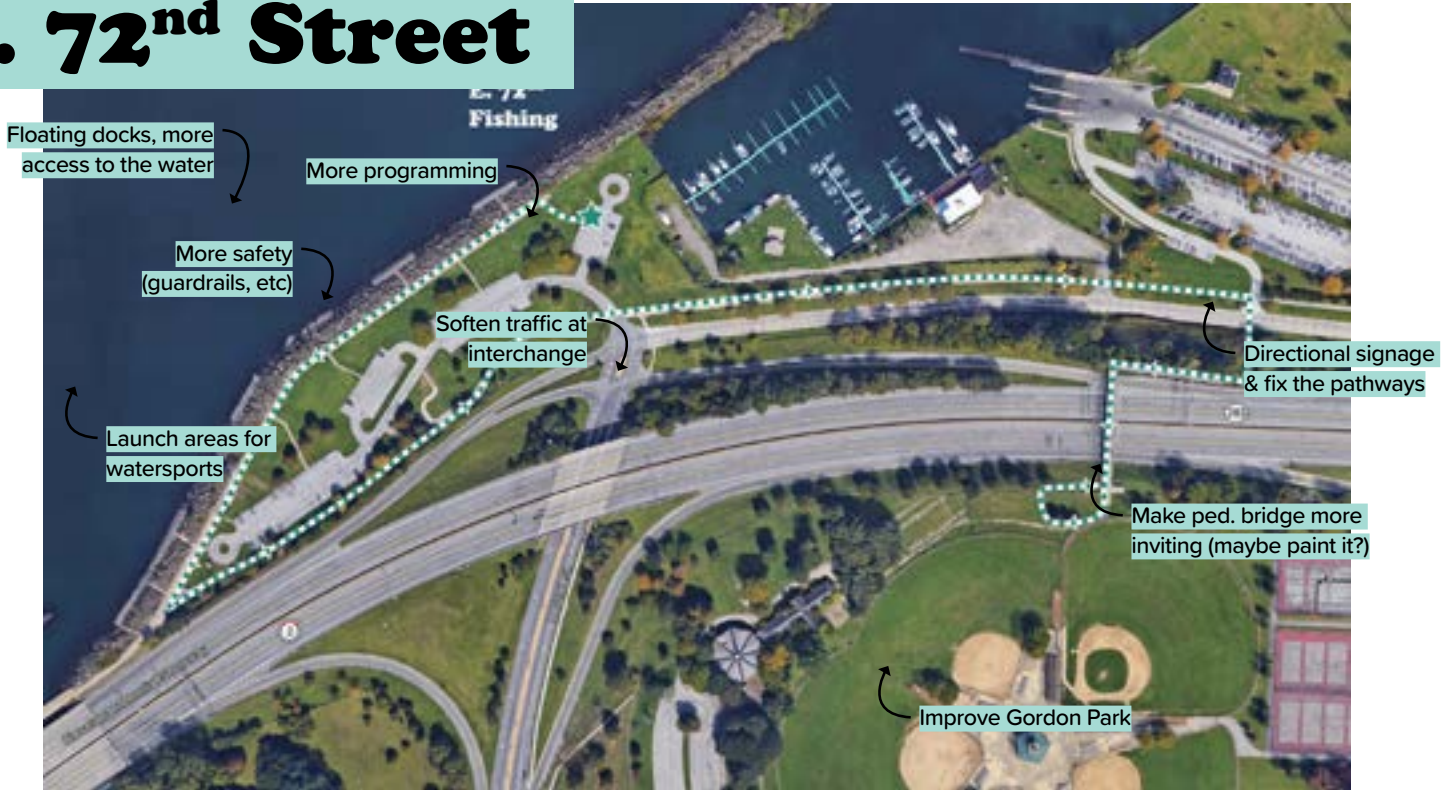 . 72nd Street
E. 72nd
Fishing
Floating docks, more
access to the water
More programming
More safety
(guardrails, etc)
Soften traffic at
interchange
Directional signage
& fix the pathways
Launch areas for
watersports
Make ped. bridge more
inviting (maybe paint it?)
Improve Gordon Park